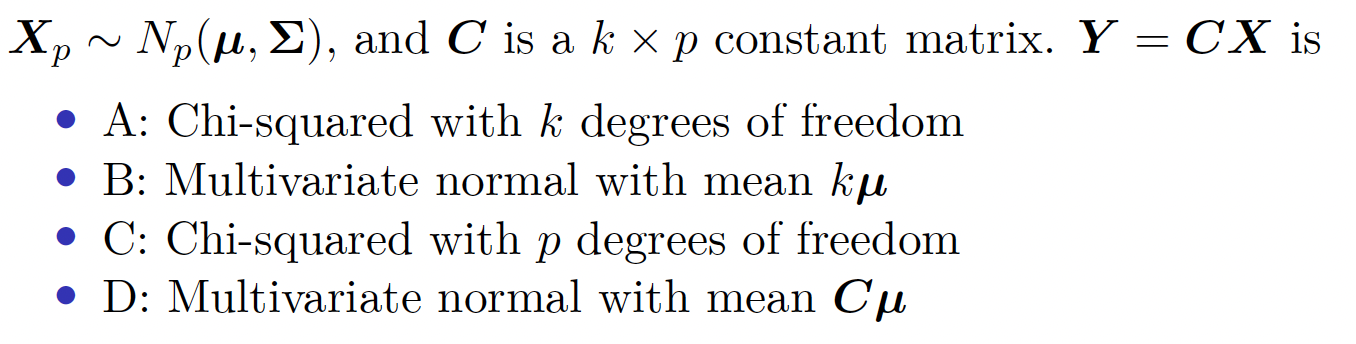 X_p ∼ N_p(μ, Σ), and C is a k × p constant matrix. Y = CX is
• A: Chi-squared with k degrees of freedom
• B: Multivariate normal with mean kμ
• C: Chi-squared with p degrees of freedom
• D: Multivariate normal with mean Cμ